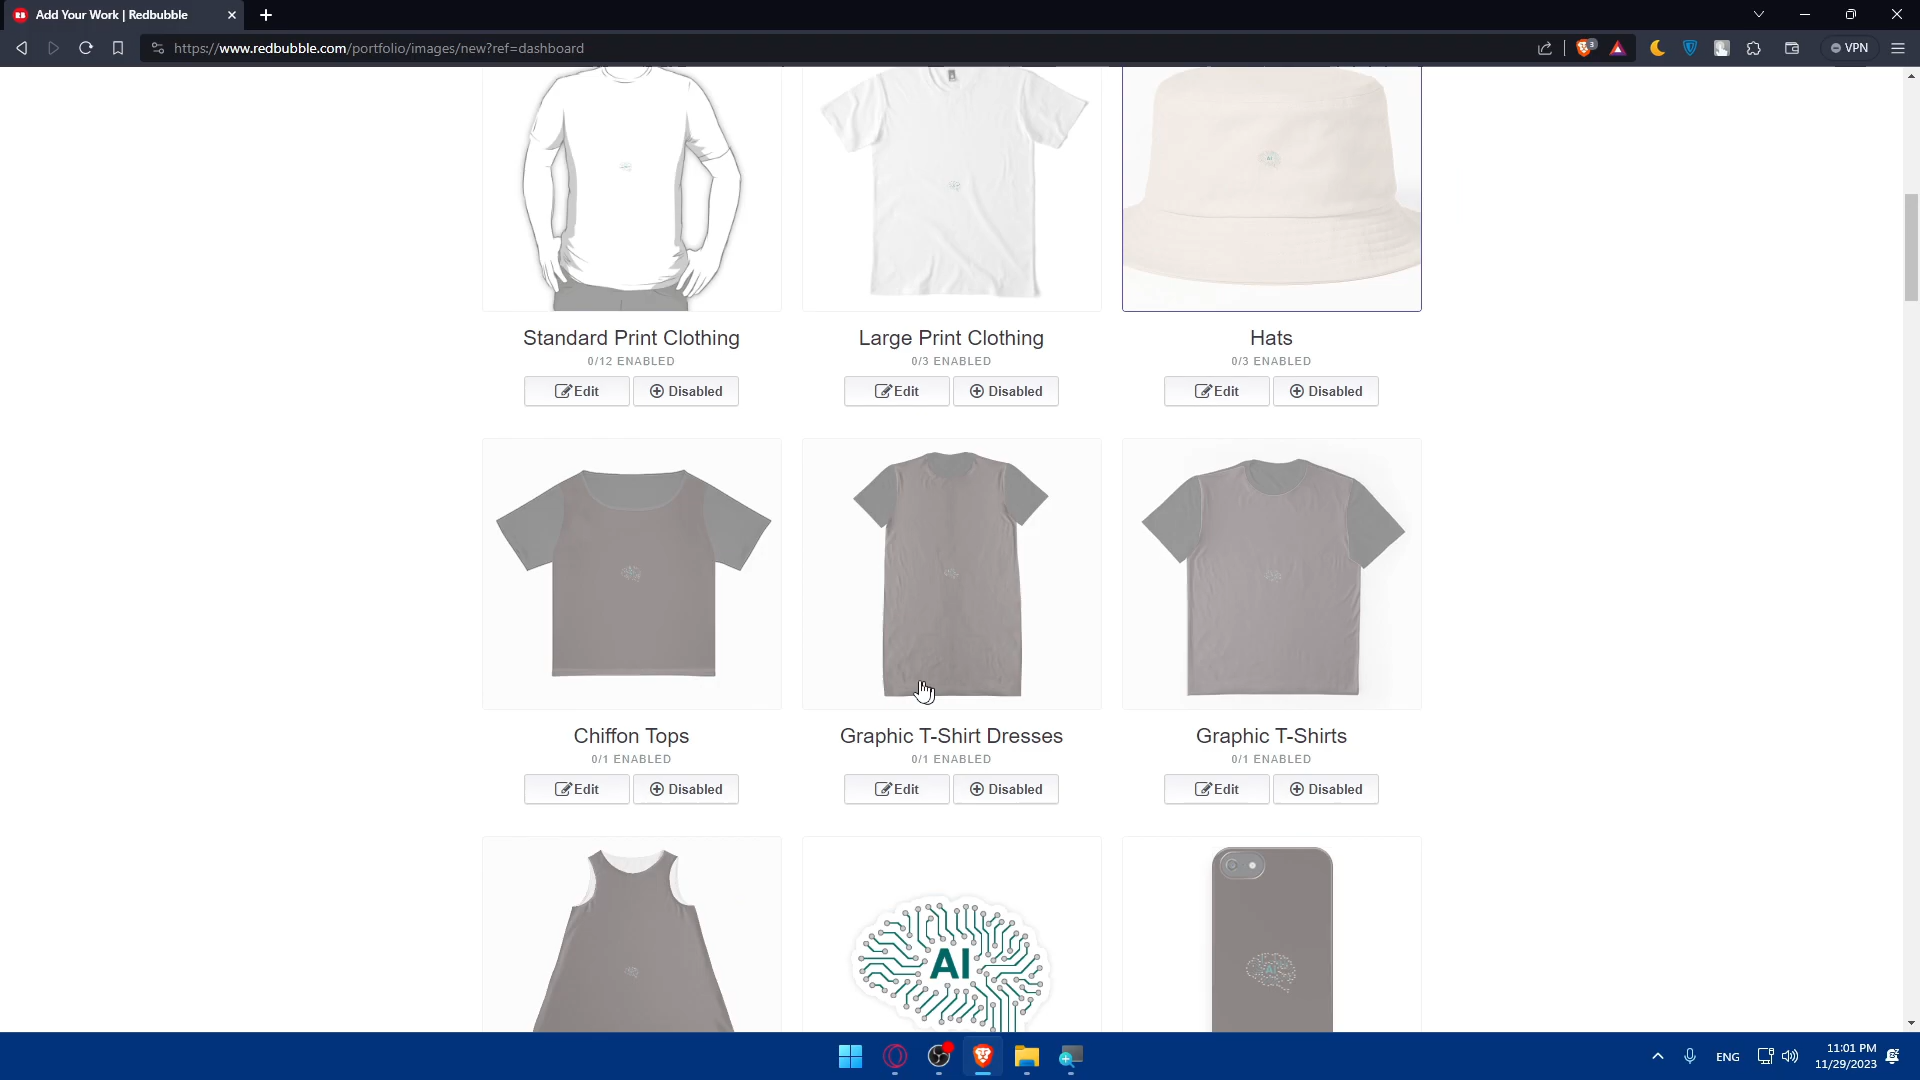 Add Your Work | Redbubble
https://www.redbubble.com/portfolio/images/new?ref=dashboard
3
VPN
AI
Standard Print Clothing
Large Print Clothing
Hats
0/12 ENABLED
0/3 ENABLED
0/3 ENABLED
Edit
Disabled
Edit
Disabled
Edit
Disabled
Chiffon Tops
Graphic T-Shirt Dresses
Graphic T-Shirts
0/1 ENABLED
0/1 ENABLED
0/1 ENABLED
Edit
Disabled
Edit
Disabled
Edit
Disabled
AI
AI
ENG
11:01 PM
11/29/2023